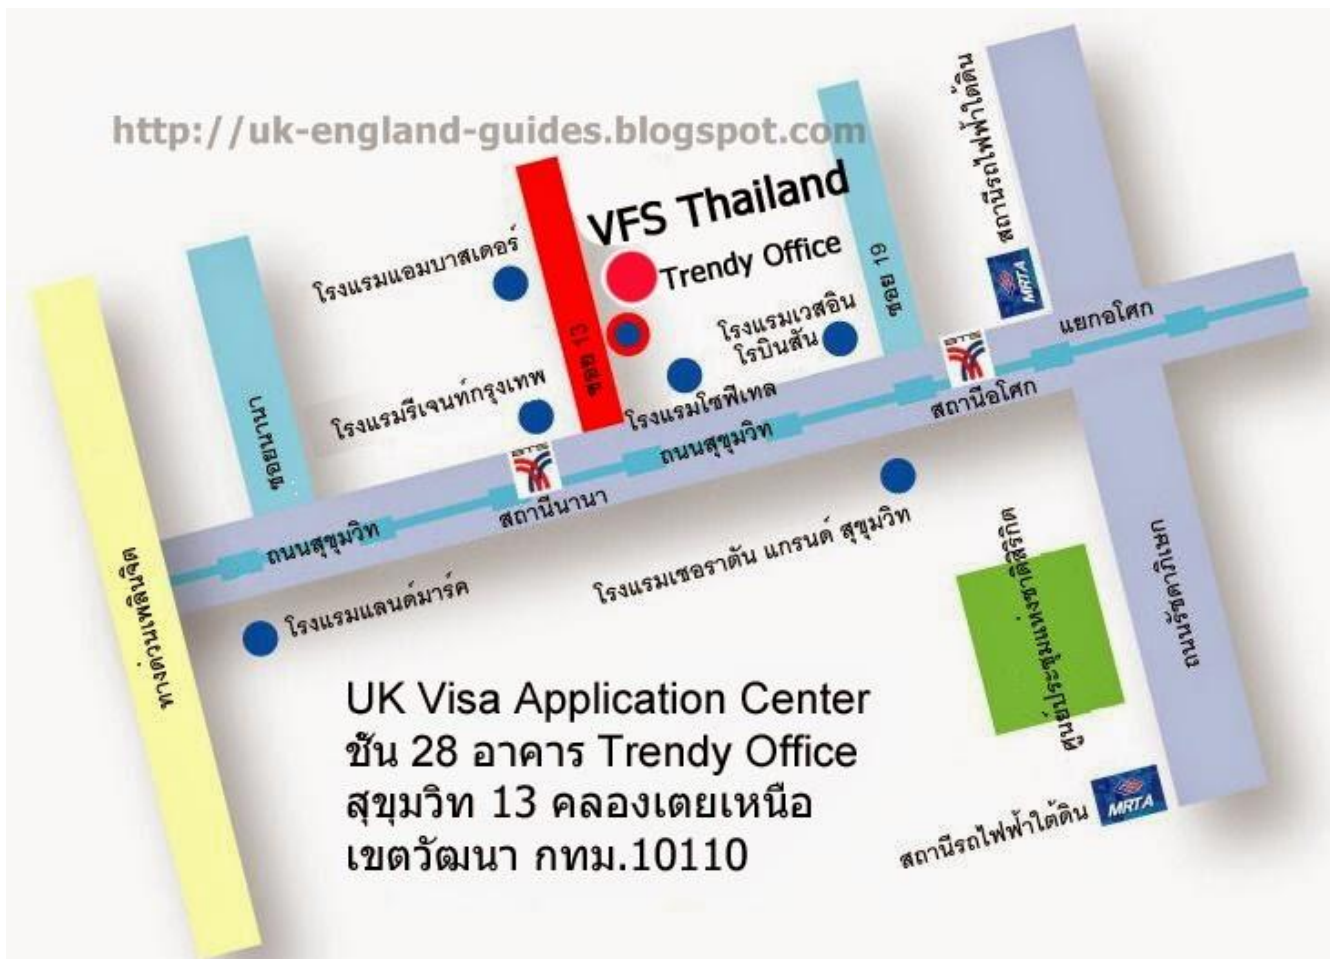 http://uk-england-guides.blogspot.com
สถานีรถไฟฟ้าใต้ดิน
VFS Thailand
Trendy Office
โรงแรมแอมบาสเดอร์
ซอย 19
MRTA
แยกอโศก
โรงแรมเวสอิน
โรบินสัน
BTS
สถานีอโศก
ซอย 13
โรงแรมรีเจนท์กรุงเทพ
โรงแรมโซฟีเทล
ซอยนานา
ถนนสุขุมวิท
BTS
สถานีนานา
ถนนสุขุมวิท
โรงแรมเชอราตัน แกรนด์ สุขุมวิท
ทางด่วนเพลินจิต
โรงแรมแลนด์มาร์ค
ศูนย์ประชุมแห่งชาติสิริกิต
ถนนรัชดาภิเษก
UK Visa Application Center
ชั้น 28 อาคาร Trendy Office
สุขุมวิท 13 คลองเตยเหนือ
เขตวัฒนา กทม.10110
MRTA
สถานีรถไฟฟ้าใต้ดิน